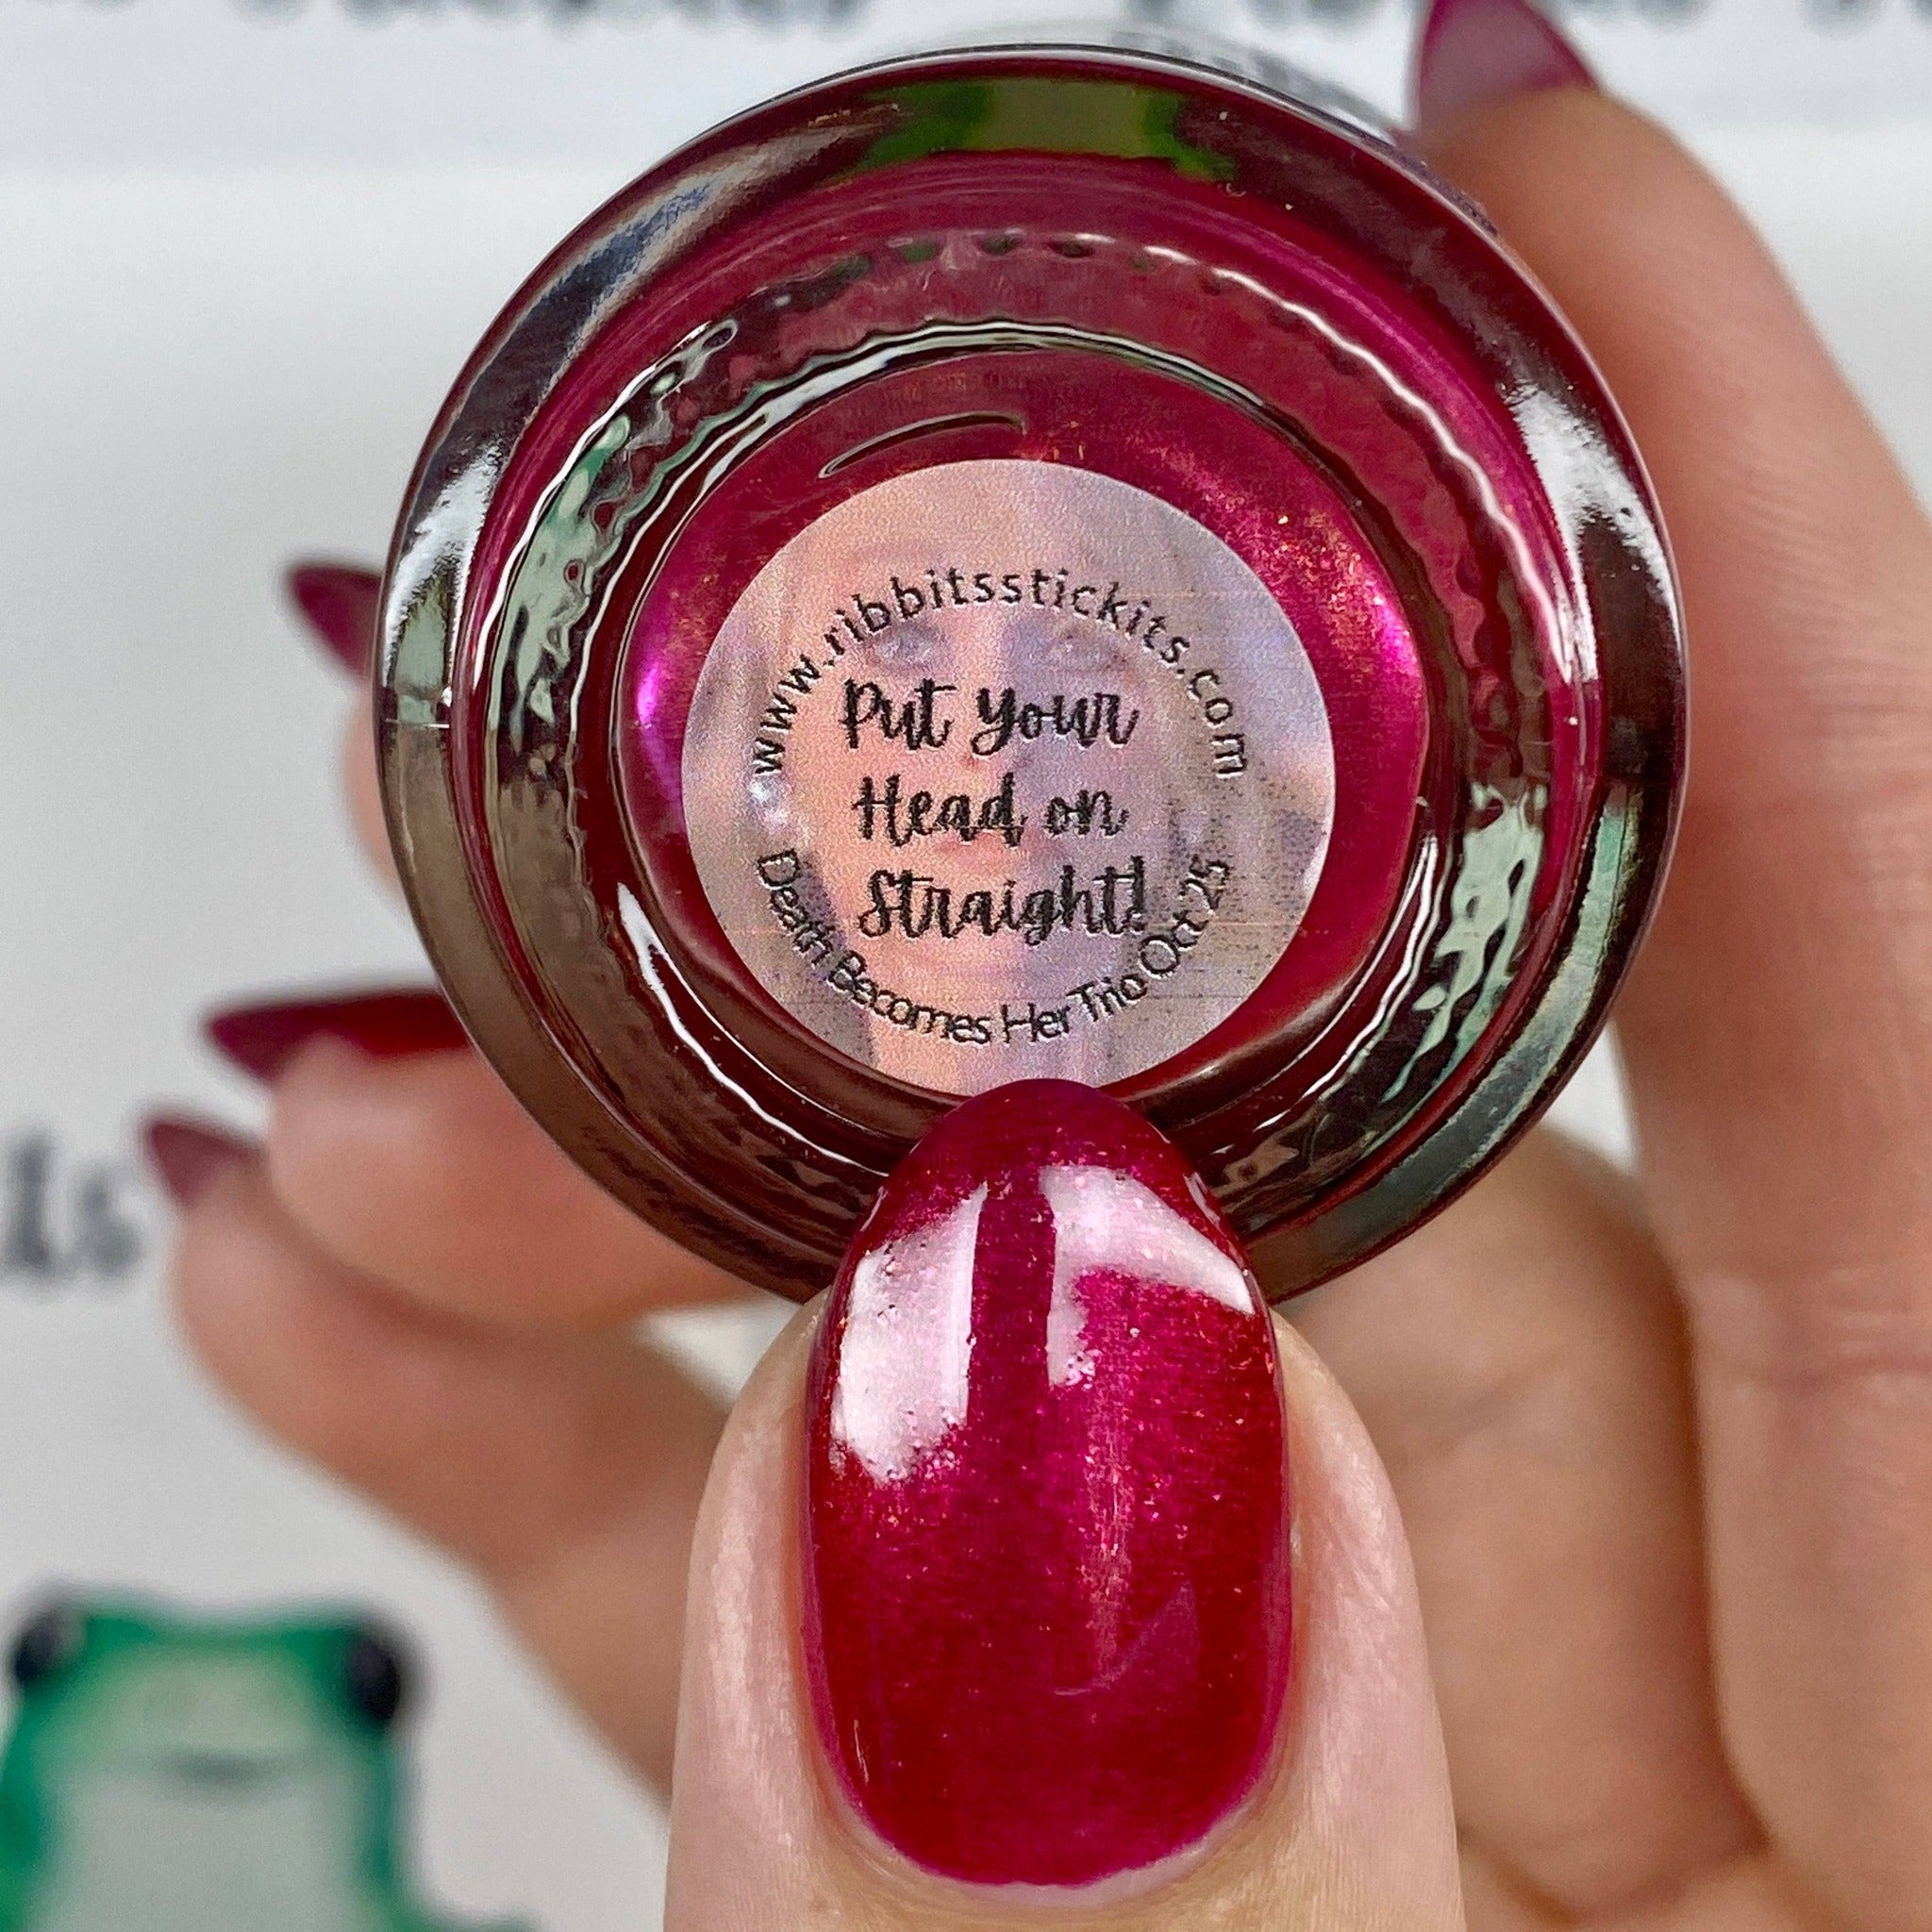 www.ribbitsstickits.com
Put Your
Head on
Straight!
Death Becomes Her Trio Oct 25